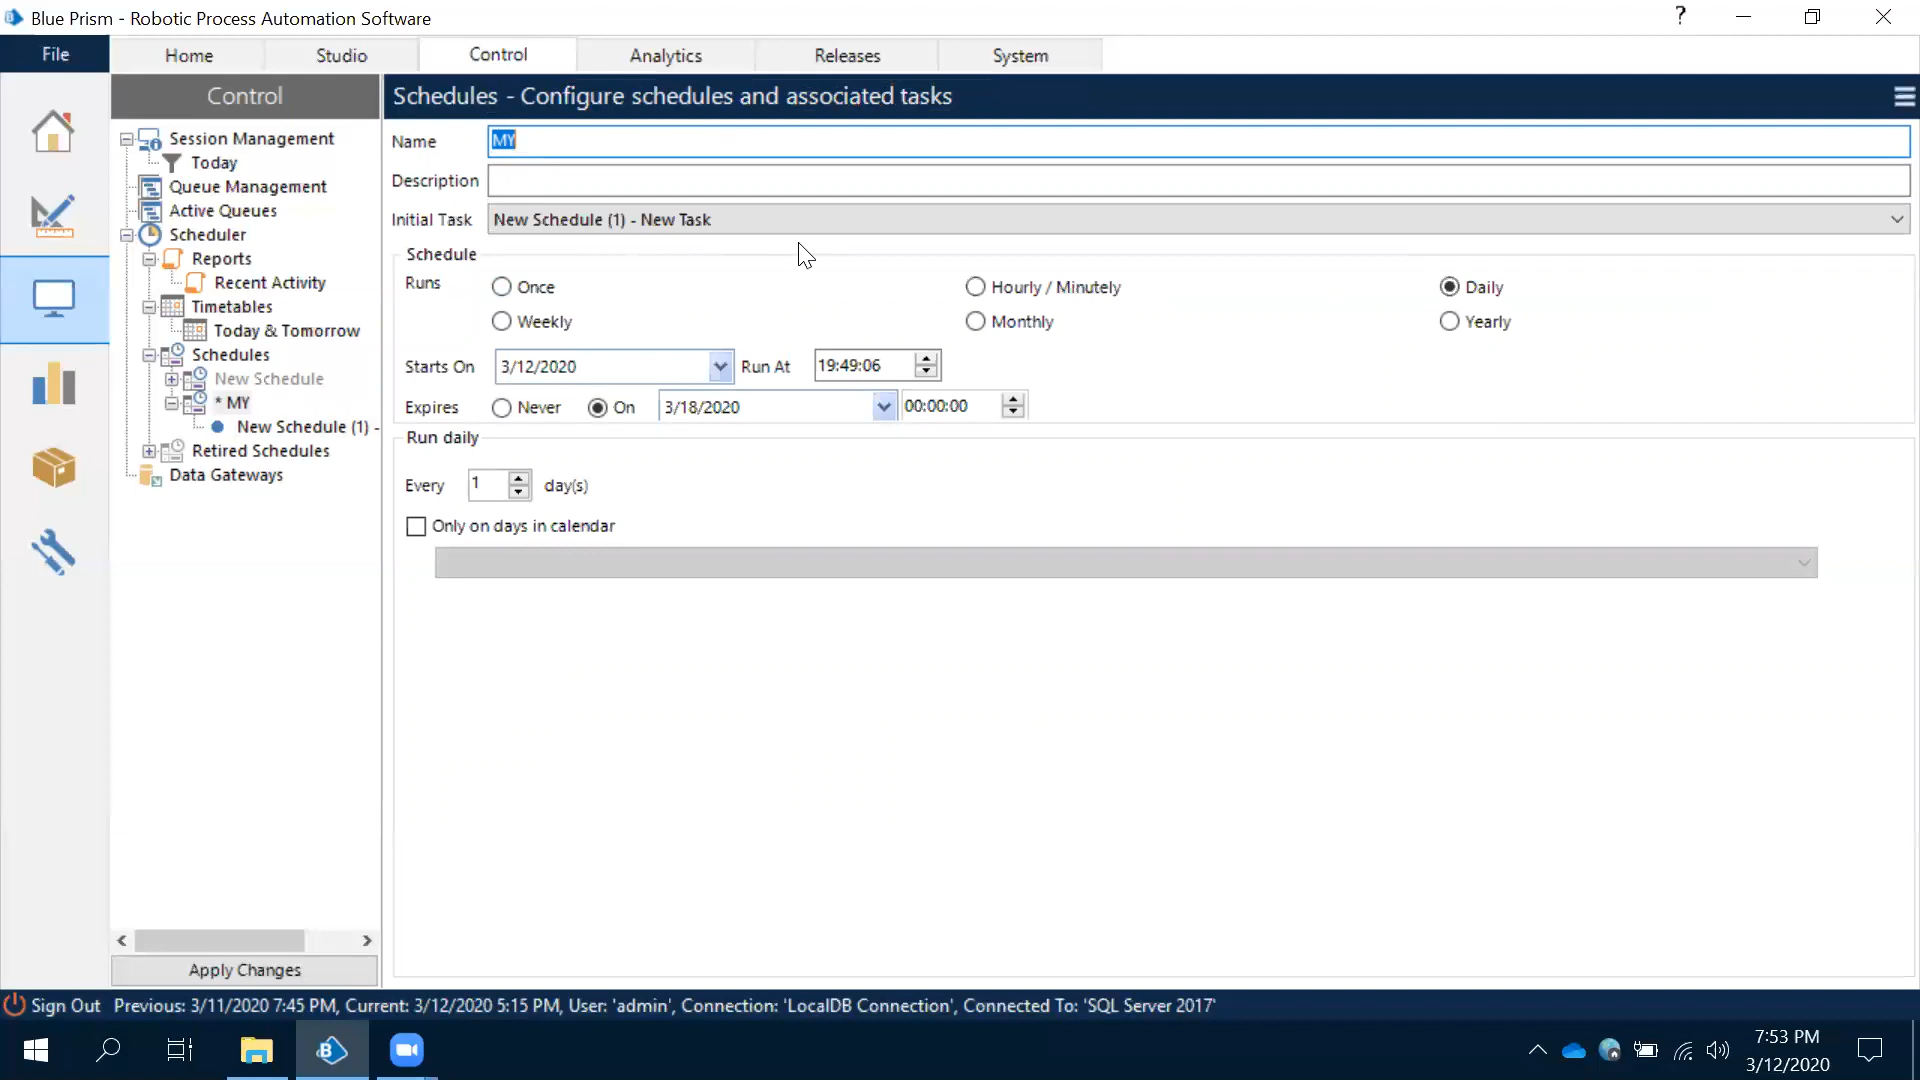 Blue Prism - Robotic Process Automation Software
?
File
Home
Studio
Control
Analytics
Releases
System
Control
Session Management
Today
Queue Management
Active Queues
Scheduler
Reports
Recent Activity
Timetables
Today & Tomorrow
Schedules
New Schedule
* MY
New Schedule (1) -
Retired Schedules
Data Gateways
Apply Changes
Schedules - Configure schedules and associated tasks
Name MY
Description
Initial Task New Schedule (1) - New Task
Schedule
Runs Once Hourly / Minutely Daily
Weekly Monthly Yearly
Starts On 3/12/2020 Run At 19:49:06
Expires Never On 3/18/2020 00:00:00
Run daily
Every 1 day(s)
Only on days in calendar
Sign Out Previous: 3/11/2020 7:45 PM, Current: 3/12/2020 5:15 PM, User: 'admin', Connection: 'LocalDB Connection', Connected To: 'SQL Server 2017'
B
7:53 PM
3/12/2020